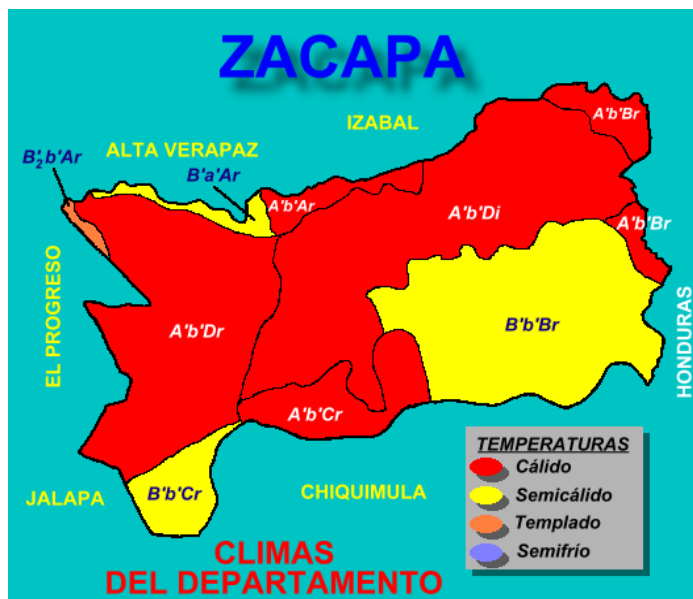 ZACAPA
A'b'Br
IZABAL
ALTA VERAPAZ
B'2b'Ar
B'a'Ar
A'b'Ar
A'b'Di
A'b'Br
EL PROGRESO
A'b'Dr
B'b'Br
HONDURAS
A'b'Cr
TEMPERATURAS
Cálido
Semicálido
Templado
Semifrío
B'b'Cr
JALAPA
CHIQUIMULA
CLIMAS
DEL DEPARTAMENTO